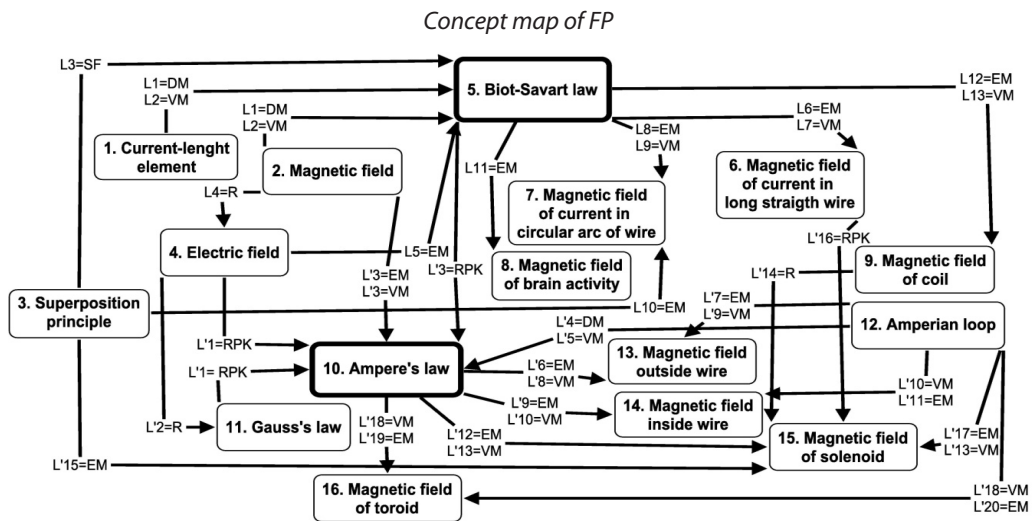 Concept map of FP
L3=SF
L1=DM
L2=VM
L1=DM
L2=VM
5. Biot-Savart law
L12=EM
L13=VM
L6=EM
L7=VM
L8=EM
L9=VM
1. Current-lenght
element
2. Magnetic field
L11=EM
6. Magnetic field
of current in
long straigth wire
L4=R
7. Magnetic field
of current in
circular arc of wire
4. Electric field
L5=EM
L'3=RPK
L'16=RPK
8. Magnetic field
of brain activity
9. Magnetic field
of coil
L'3=EM
L'3=VM
L'14=R
3. Superposition
principle
L10=EM
L'7=EM
L'9=VM
12. Amperian loop
L'4=DM
L'5=VM
L'1=RPK
13. Magnetic field
outside wire
10. Ampere's law
L'6=EM
L'8=VM
L'1= RPK
L'10=VM
L'11=EM
14. Magnetic field
inside wire
L'9=EM
L'10=VM
11. Gauss's law
L'2=R
L'18=VM
L'19=EM
L'12=EM
L'13=VM
15. Magnetic field
of solenoid
L'17=EM
L'13=VM
L'15=EM
16. Magnetic field
of toroid
L'18=VM
L'20=EM